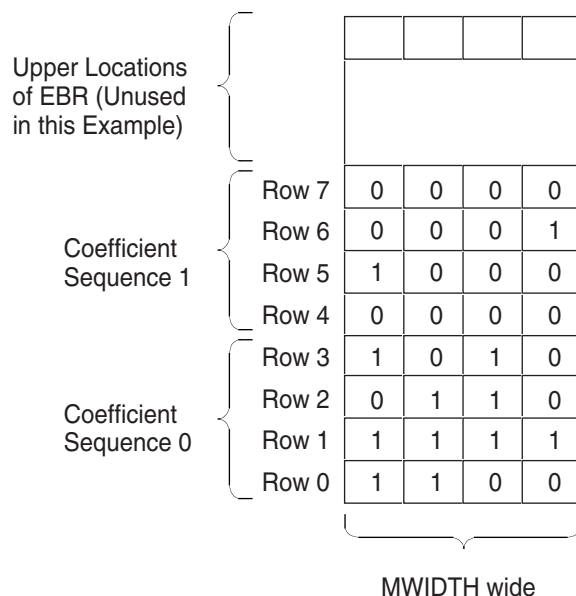 Upper Locations
of EBR (Unused
in this Example)
Row 7 0 0 0 0
Row 6 0 0 0 1
Coefficient
Sequence 1
Row 5 1 0 0 0
Row 4 0 0 0 0
Row 3 1 0 1 0
Row 2 0 1 1 0
Coefficient
Sequence 0
Row 1 1 1 1 1
Row 0 1 1 0 0
MWIDTH wide